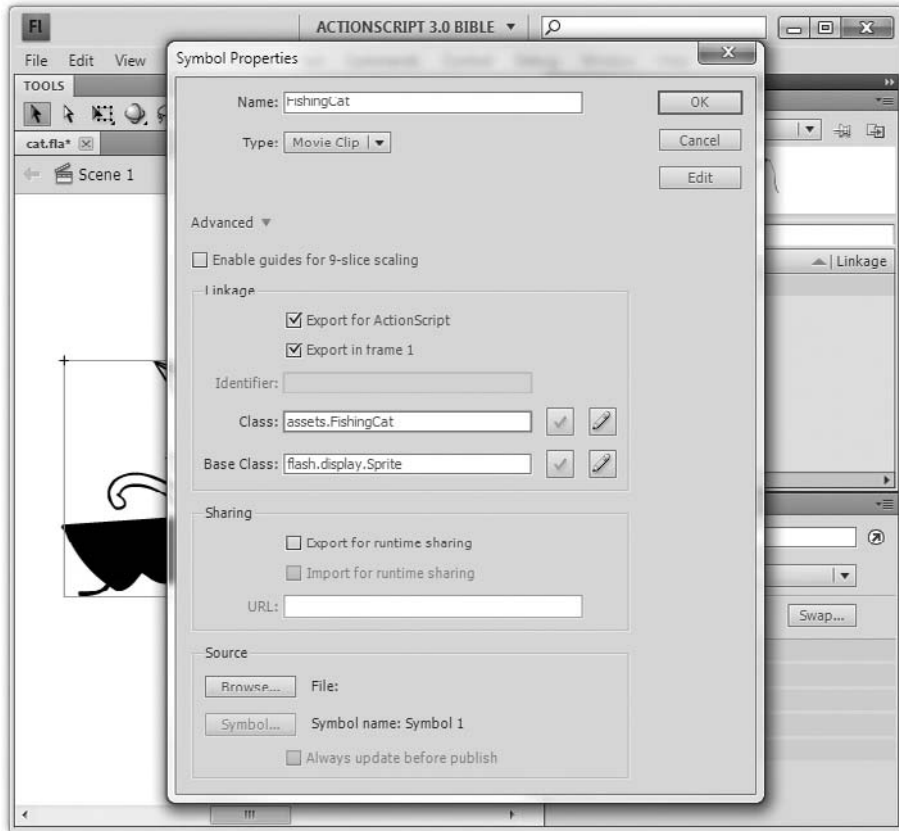 Fl
ACTIONSCRIPT 3.0 BIBLE
File Edit View
Symbol Properties
TOOLS
Name: FishingCat
OK
Type: Movie Clip
Cancel
cat.fla*
Edit
Scene 1
Advanced
Enable guides for 9-slice scaling
Linkage
Linkage
Export for ActionScript
Export in frame 1
Identifier:
Class: assets.FishingCat
Base Class: flash.display.Sprite
Sharing
Export for runtime sharing
Import for runtime sharing
URL:
Swap...
Source
Browse... File:
Symbol... Symbol name: Symbol 1
Always update before publish